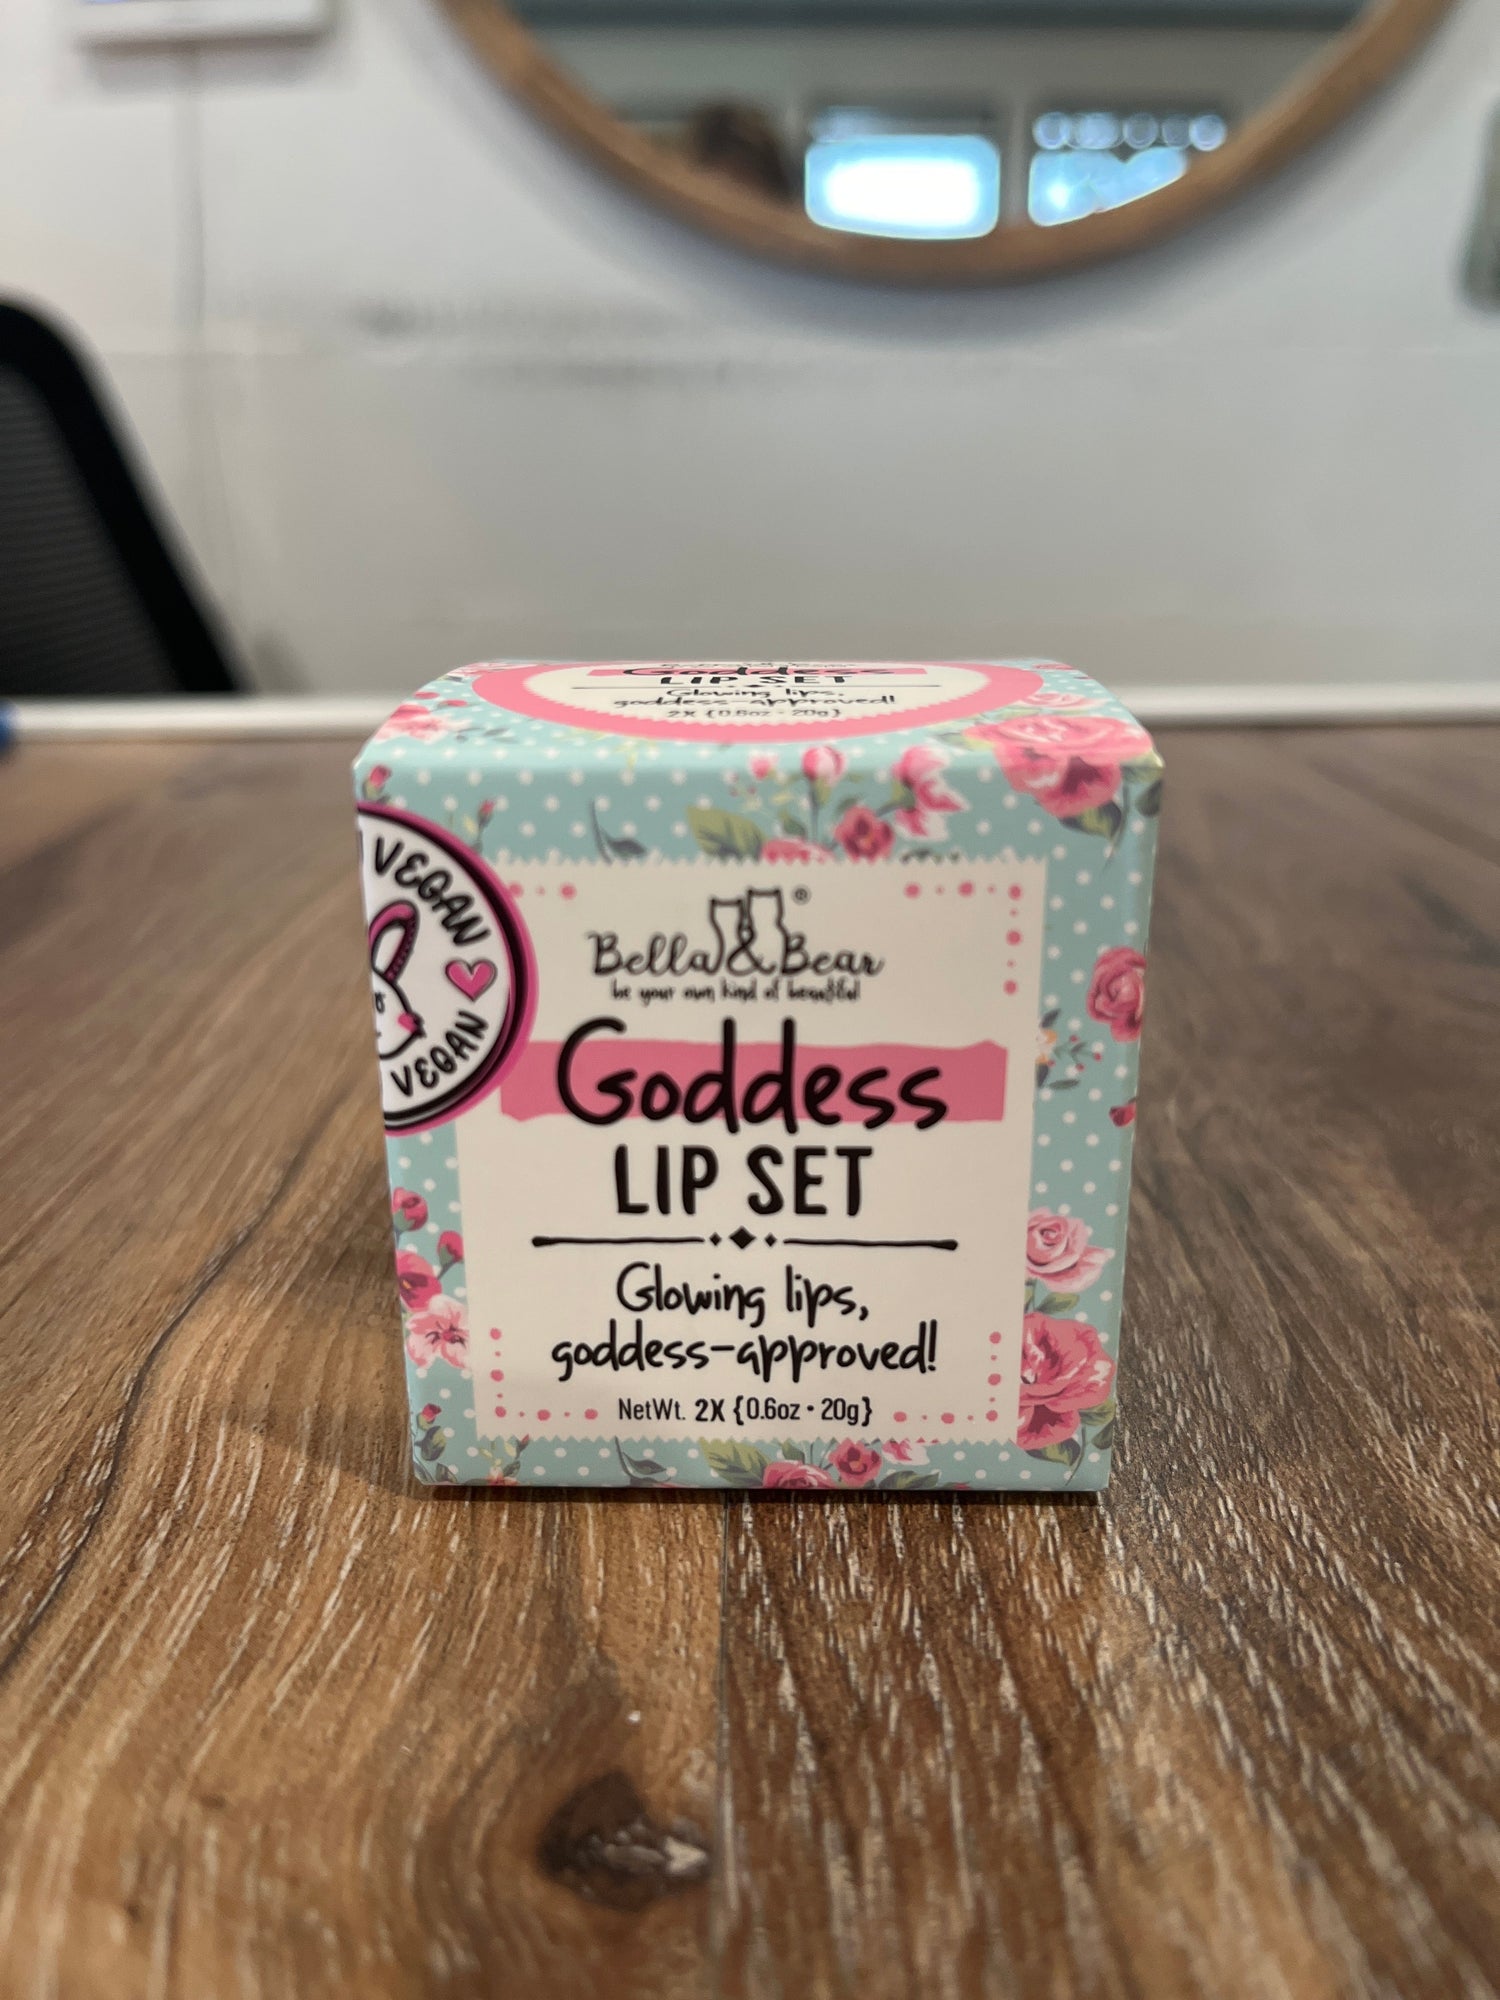 Goddess
LIP SET
Glowing lips,
goddess-approved!
2X {0.6oz • 20g}
VEGAN
VEGAN
Bella & Bear®
be your own kind of beautiful
Goddess
LIP SET
Glowing lips,
goddess-approved!
NetWt. 2X {0.6oz • 20g}